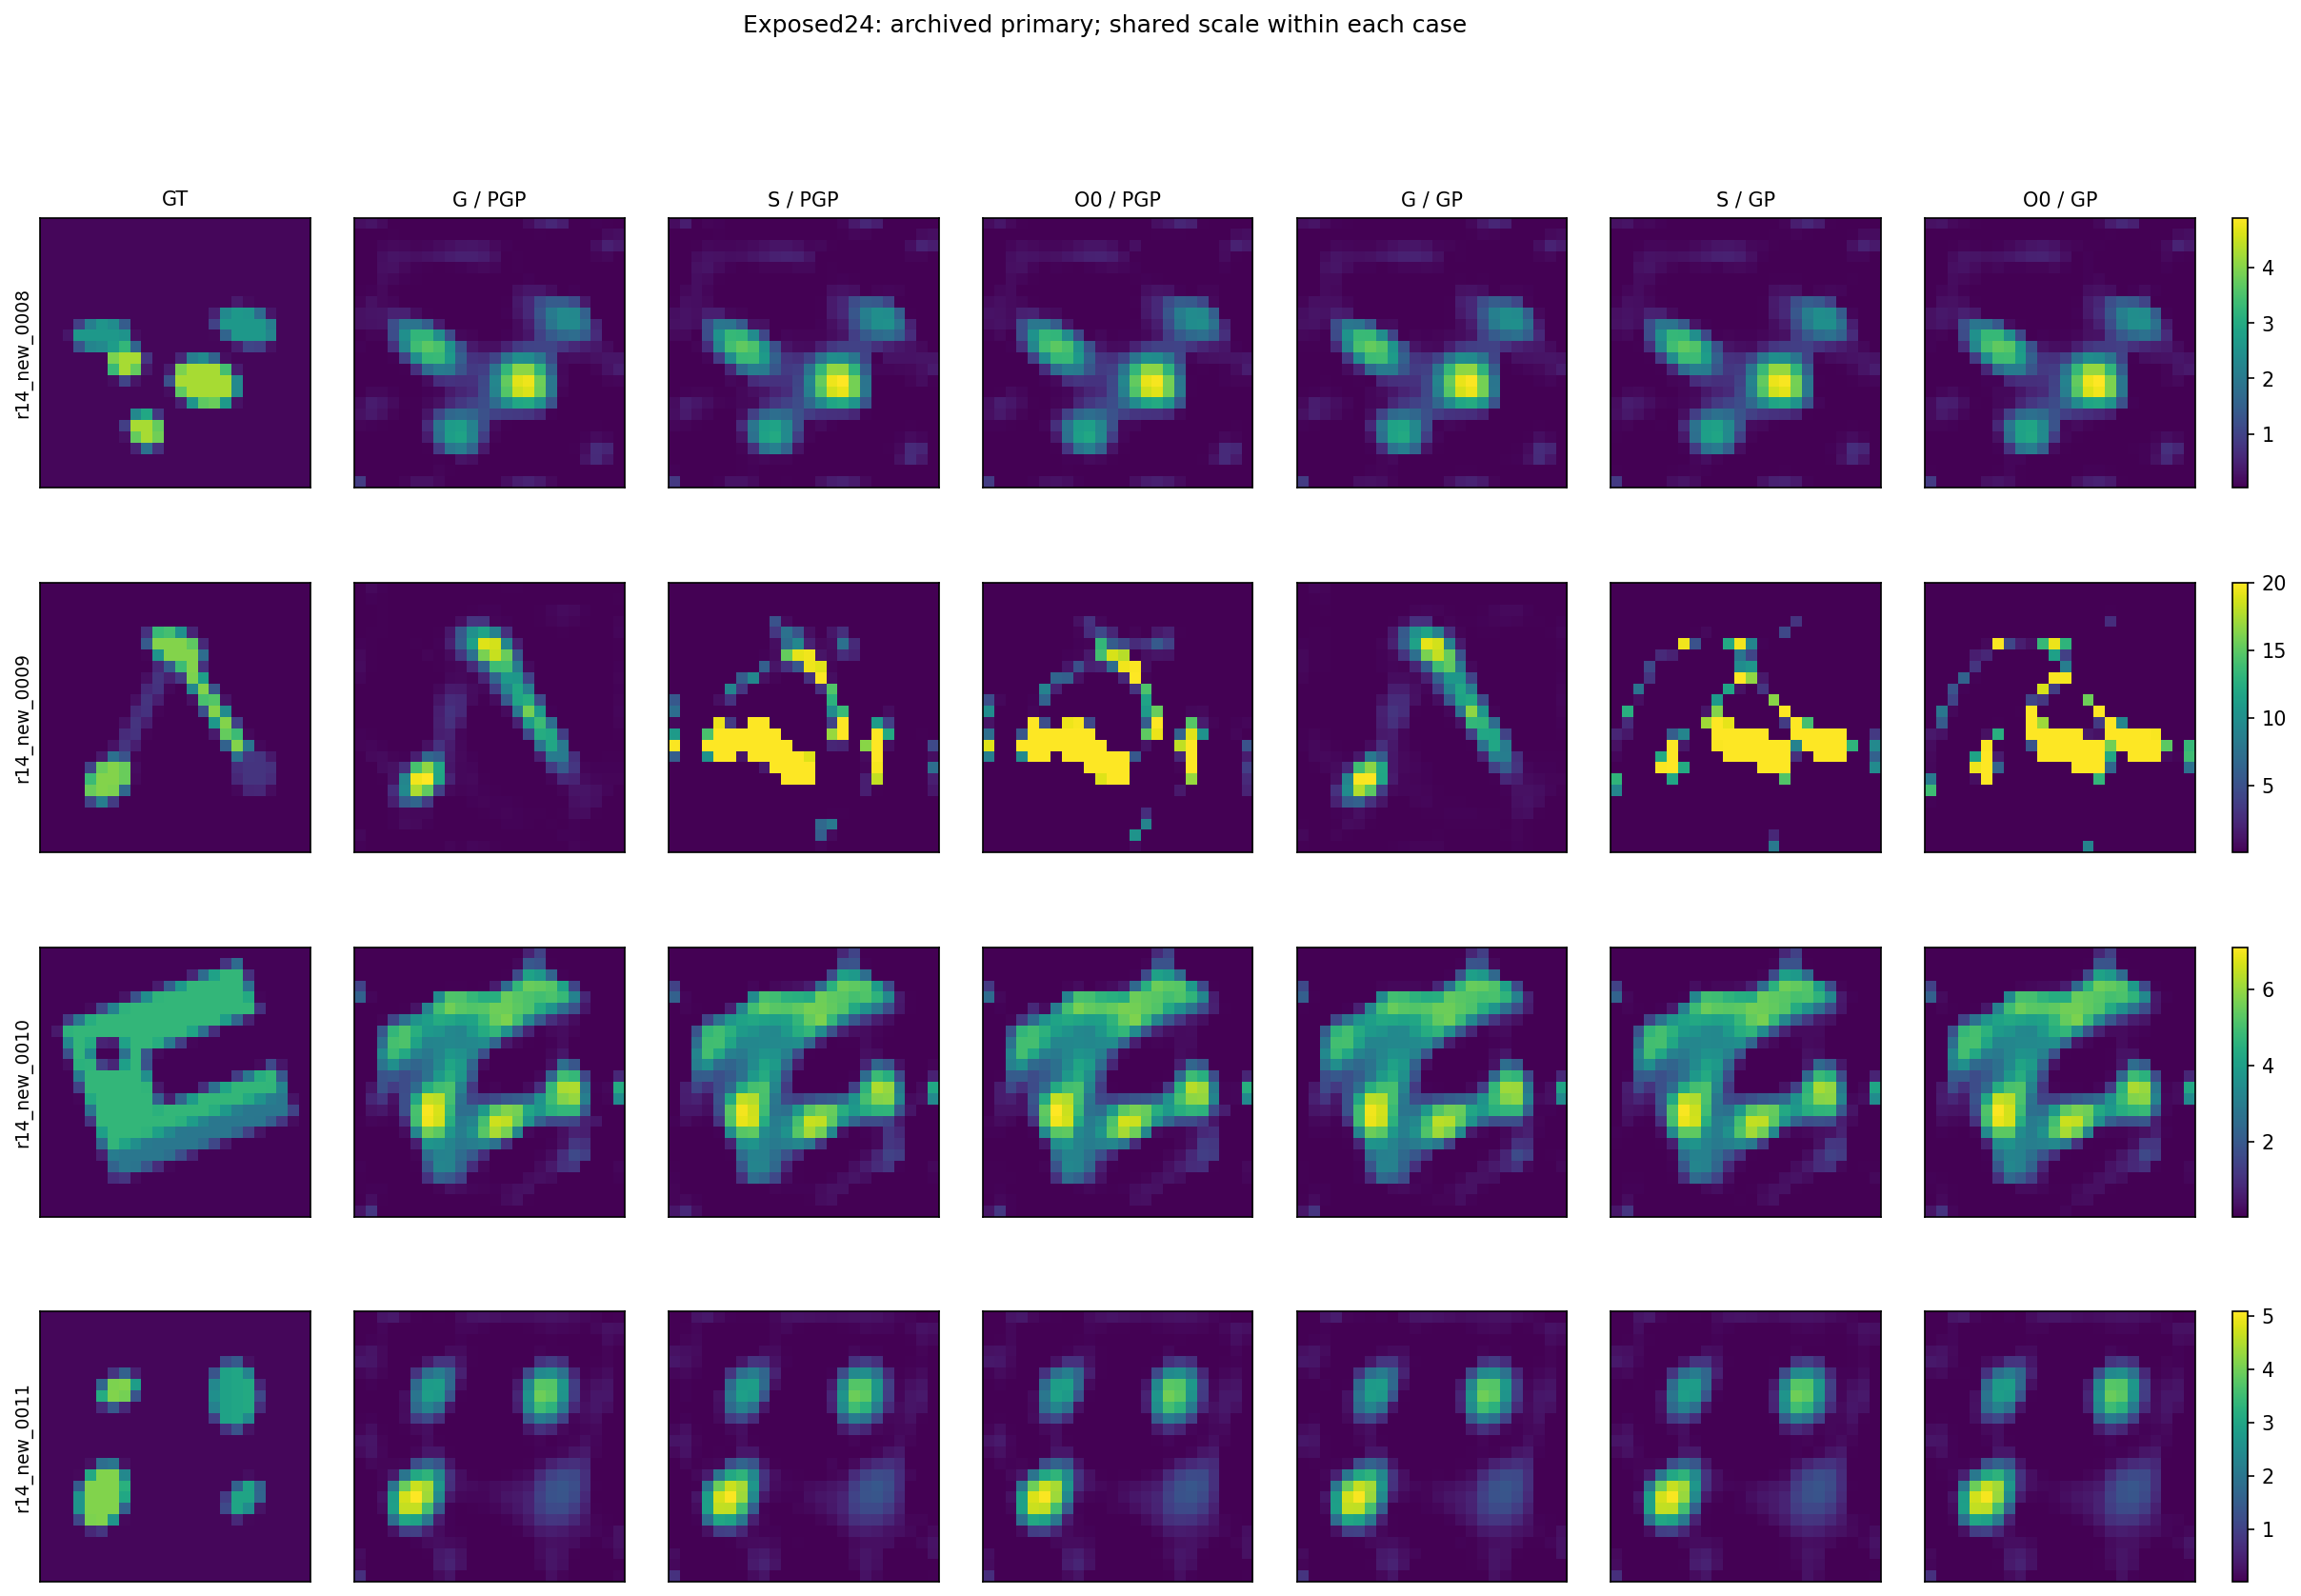 Exposed24: archived primary; shared scale within each case
GT G / PGP S / PGP O0 / PGP G / GP S / GP O0 / GP
r14_new_0008
4
3
2
1
r14_new_0009
20
15
10
5
r14_new_0010
6
4
2
r14_new_0011
5
4
3
2
1